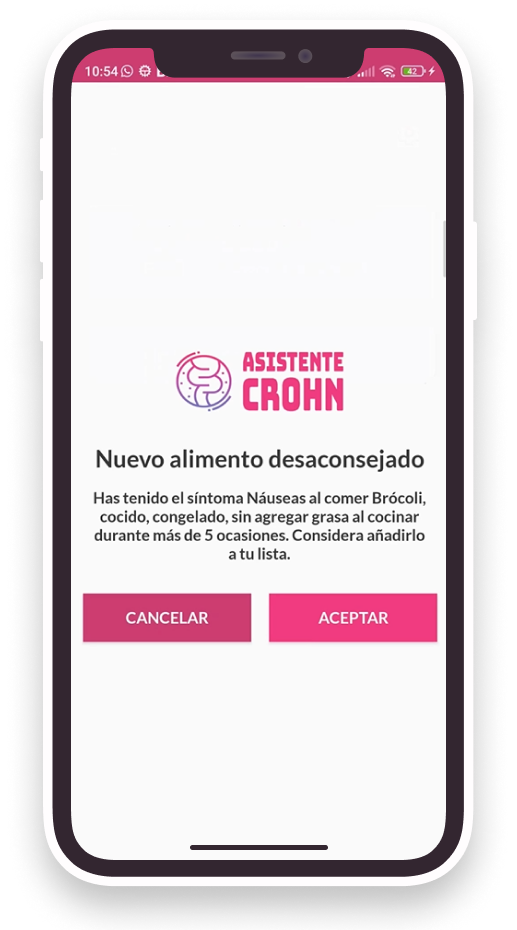 10:54
42
ASISTENTE
CROHN
Nuevo alimento desaconsejado
Has tenido el síntoma Náuseas al comer Brócoli,
cocido, congelado, sin agregar grasa al cocinar
durante más de 5 ocasiones. Considera añadirlo
a tu lista.
CANCELAR ACEPTAR